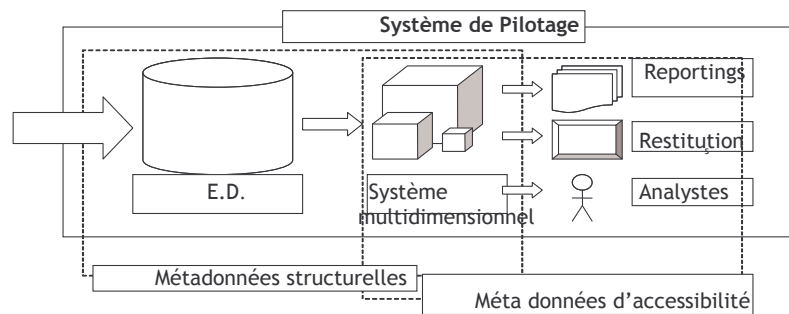 Système de Pilotage
Reportings
Restitution
E.D.
Système
multidimensionnel
Analystes
Métadonnées structurelles
Méta données d’accessibilité